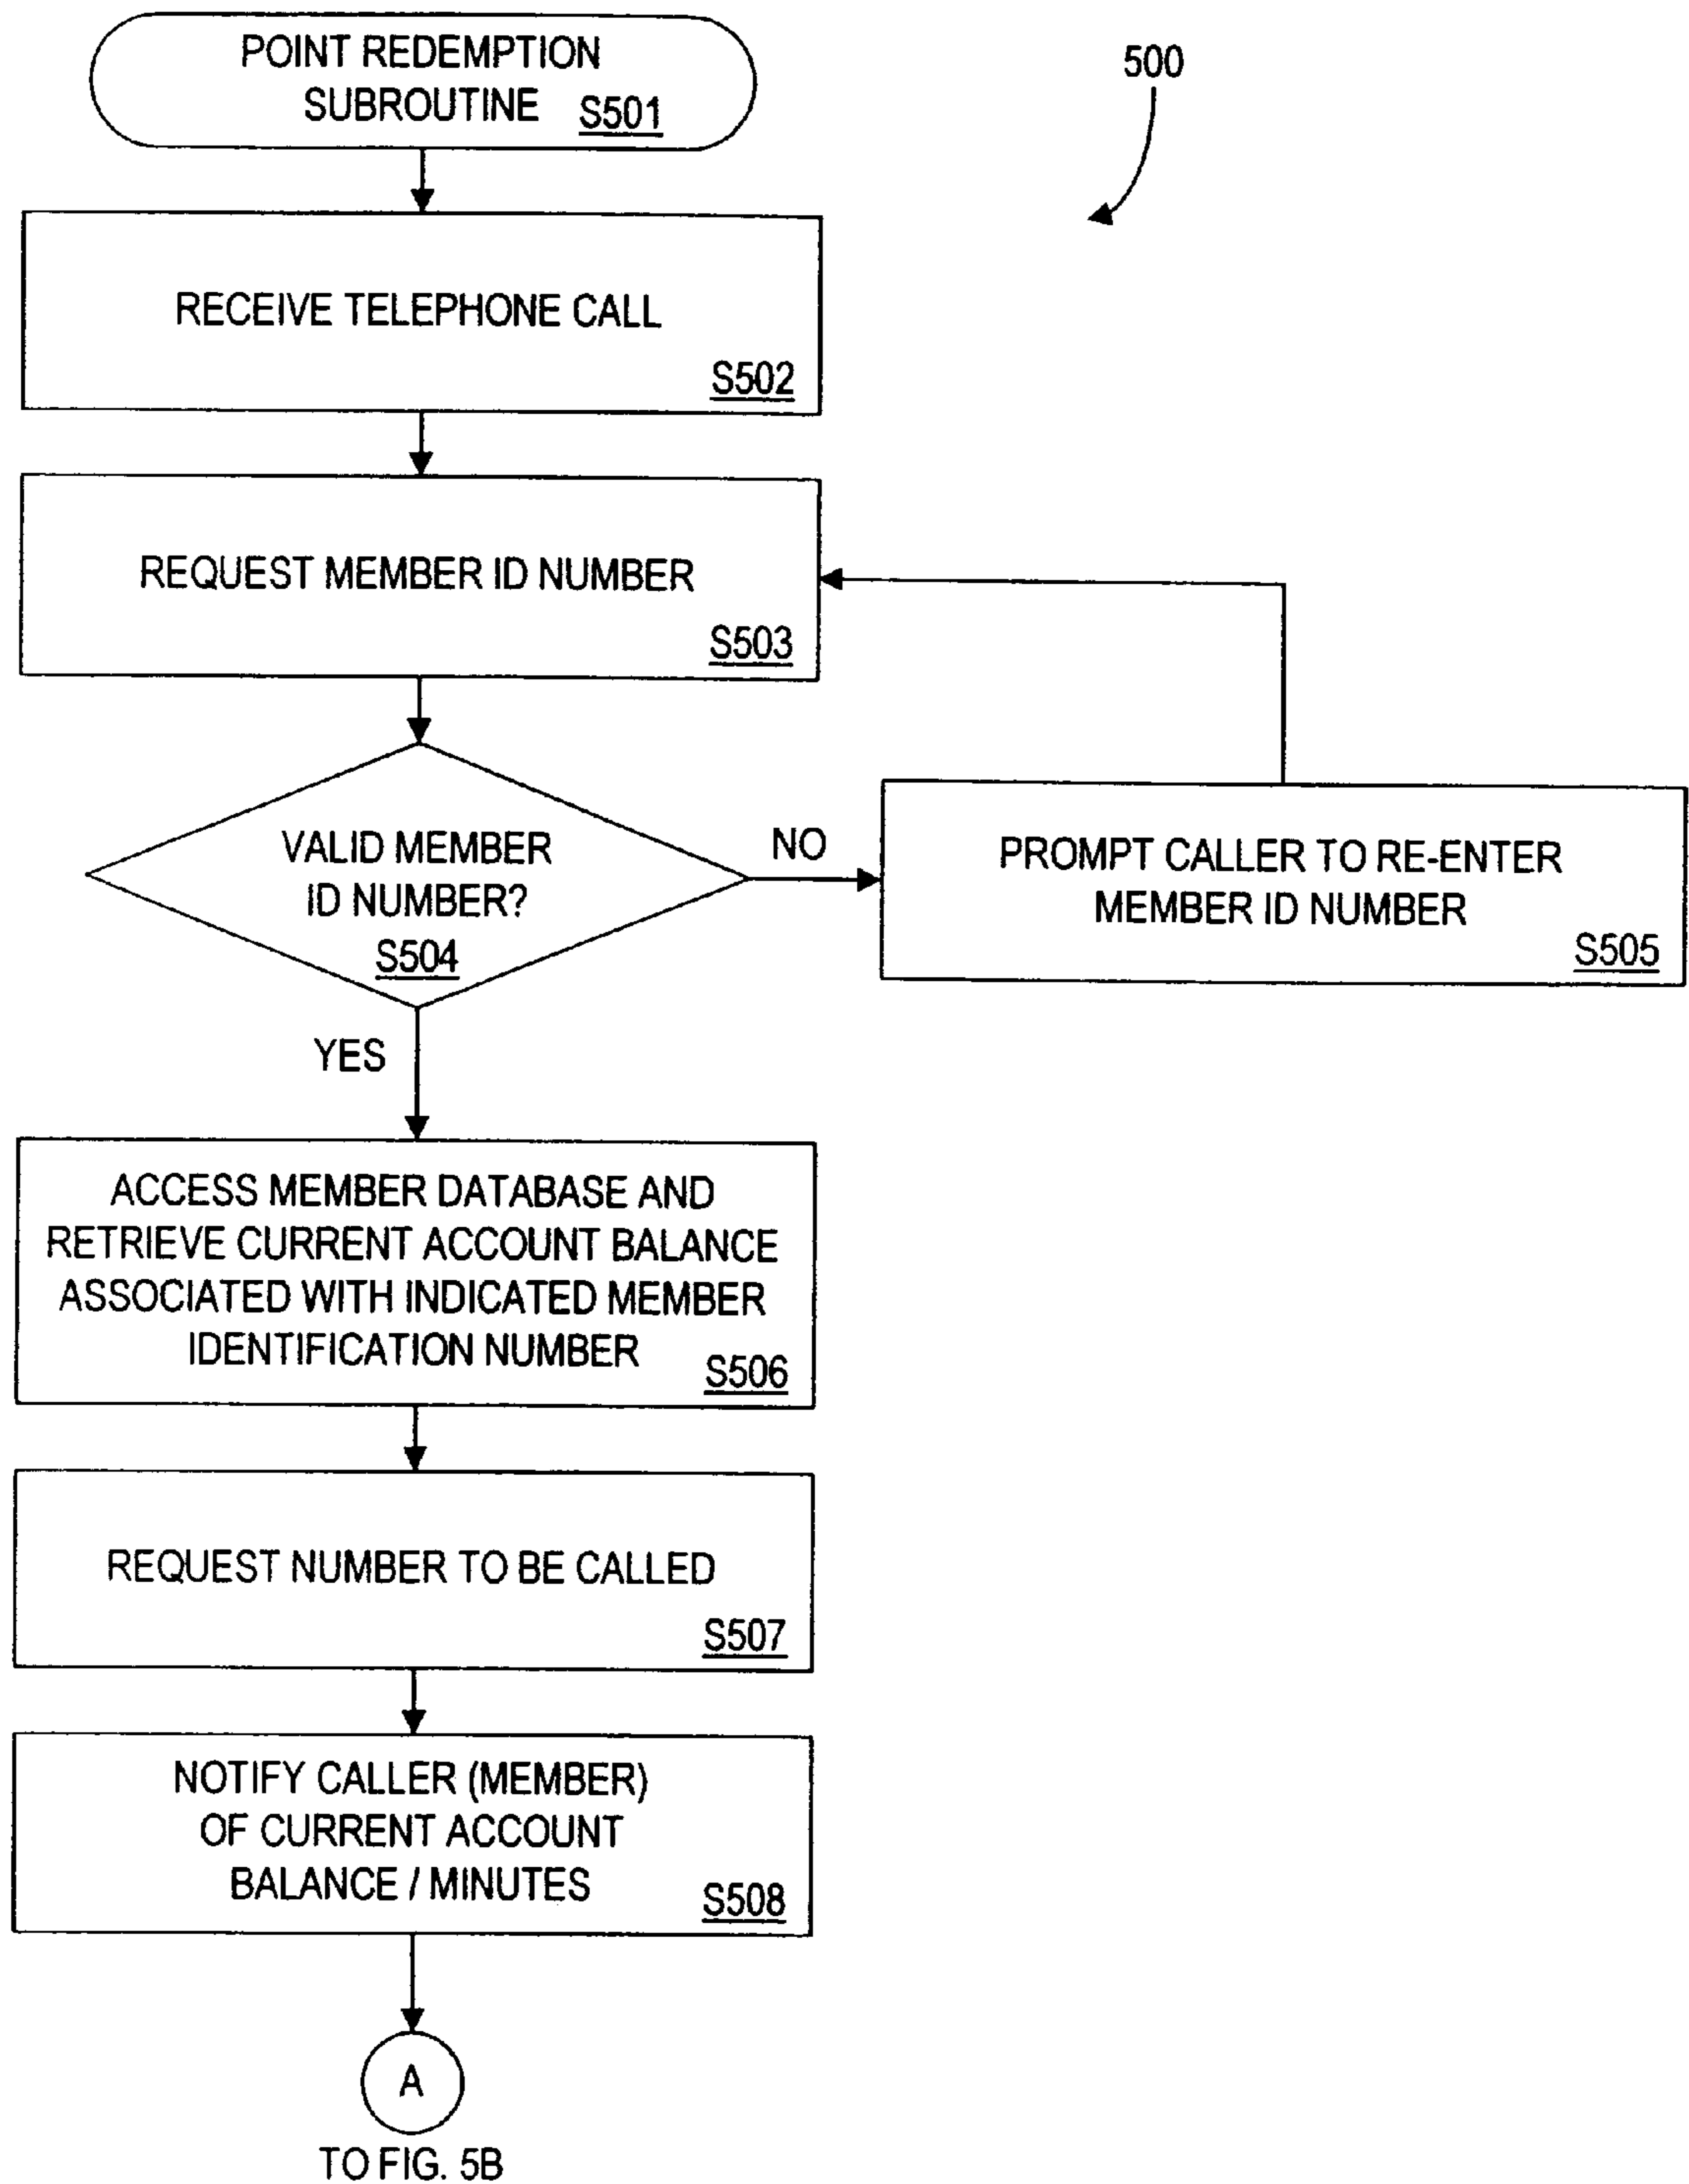 POINT REDEMPTION
SUBROUTINE S501
500
RECEIVE TELEPHONE CALL
S502
REQUEST MEMBER ID NUMBER
S503
VALID MEMBER
ID NUMBER?
S504
NO
PROMPT CALLER TO RE-ENTER
MEMBER ID NUMBER
S505
YES
ACCESS MEMBER DATABASE AND
RETRIEVE CURRENT ACCOUNT BALANCE
ASSOCIATED WITH INDICATED MEMBER
IDENTIFICATION NUMBER
S506
REQUEST NUMBER TO BE CALLED
S507
NOTIFY CALLER (MEMBER)
OF CURRENT ACCOUNT
BALANCE / MINUTES
S508
A
TO FIG. 5B